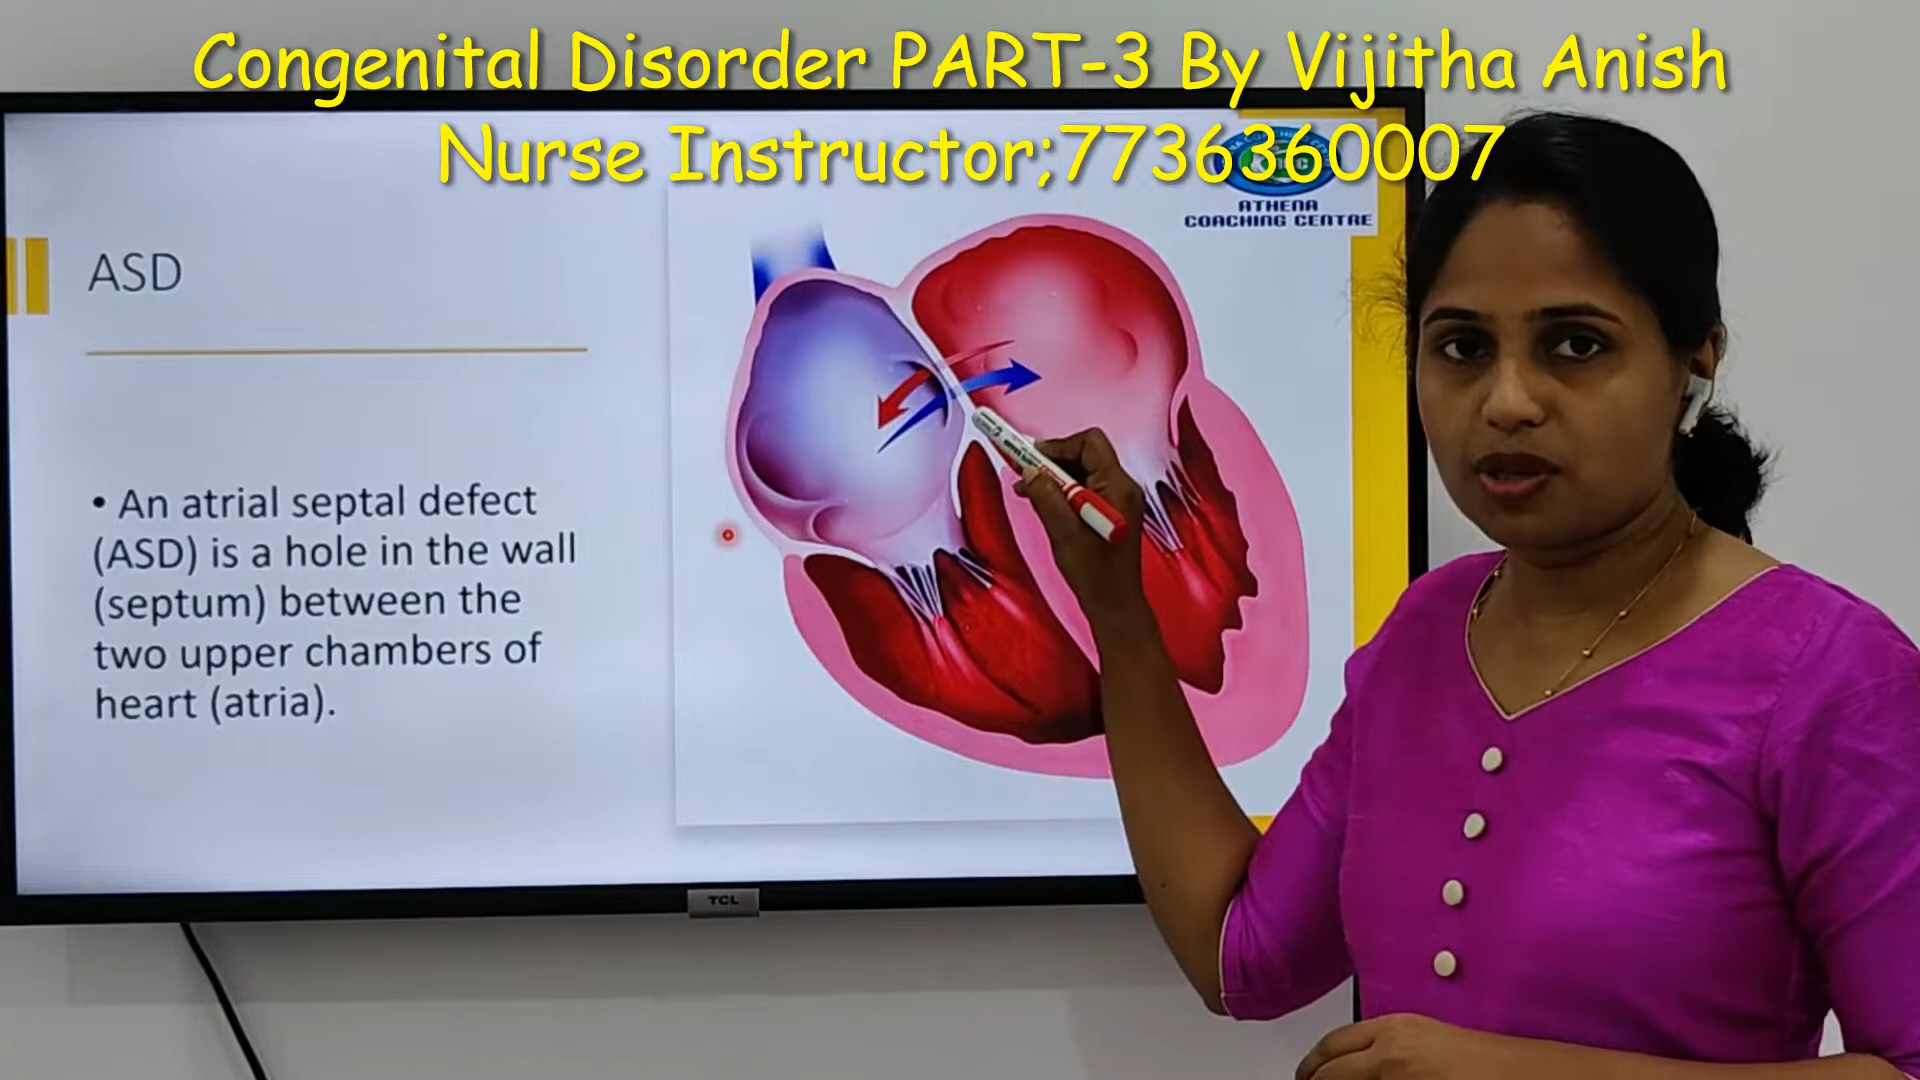 Congenital Disorder PART-3 By Vijitha Anish
Nurse Instructor;7736360007
ATHENA
COACHING CENTRE
ASD
• An atrial septal defect
(ASD) is a hole in the wall
(septum) between the
two upper chambers of
heart (atria).
TCL